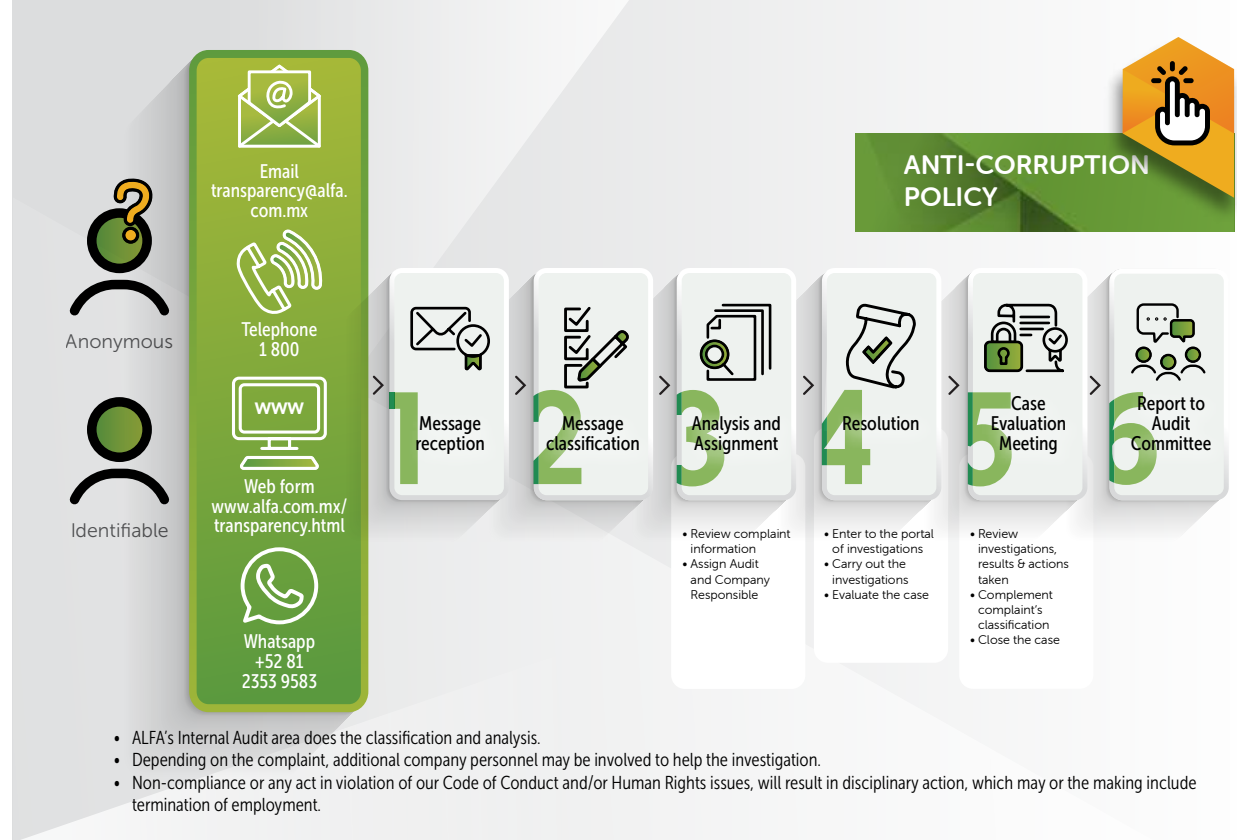 ANTI-CORRUPTION
POLICY
Anonymous
Identifiable
@
Email
transparency@alfa.
com.mx
Telephone
1 800
www
Web form
www.alfa.com.mx/
transparency.html
Whatsapp
+52 81
2353 9583
1
Message
reception
2
Message
classification
3
Analysis and
Assignment
• Review complaint
information
• Assign Audit
and Company
Responsible
4
Resolution
• Enter to the portal
of investigations
• Carry out the
investigations
• Evaluate the case
5
Case
Evaluation
Meeting
• Review
investigations,
results & actions
taken
• Complement
complaint's
classification
• Close the case
6
Report to
Audit
Committee
• ALFA's Internal Audit area does the classification and analysis.
• Depending on the complaint, additional company personnel may be involved to help the investigation.
• Non-compliance or any act in violation of our Code of Conduct and/or Human Rights issues, will result in disciplinary action, which may or the making include
termination of employment.